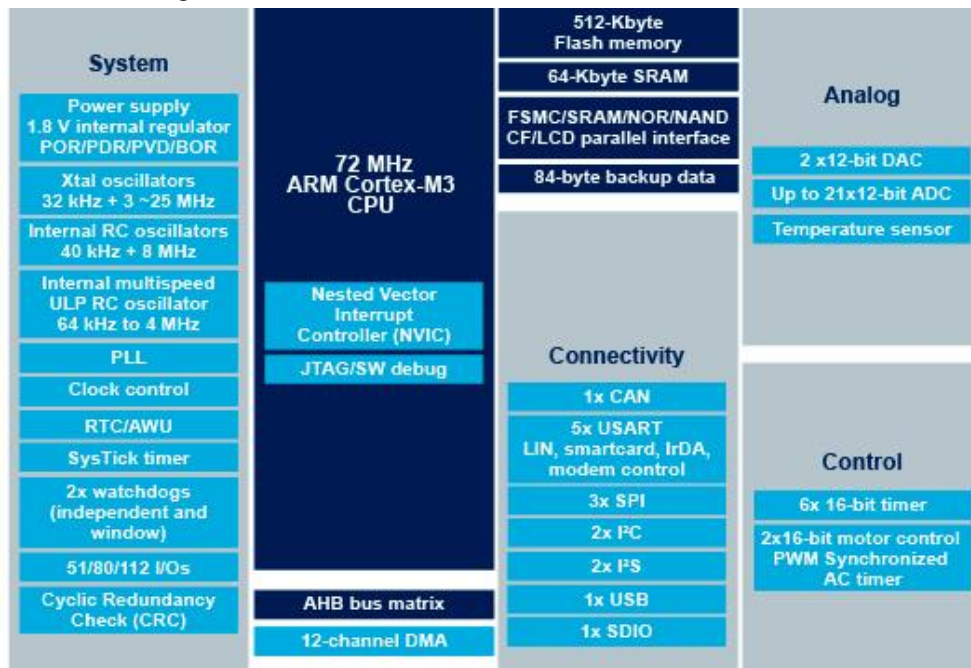 System
Power supply
1.8 V internal regulator
POR/PDR/PVD/BOR
Xtal oscillators
32 kHz + 3 ~25 MHz
Internal RC oscillators
40 kHz + 8 MHz
Internal multispeed
ULP RC oscillator
64 kHz to 4 MHz
PLL
Clock control
RTC/AWU
SysTick timer
2x watchdogs
(independent and
window)
51/80/112 I/Os
Cyclic Redundancy
Check (CRC)
72 MHz
ARM Cortex-M3
CPU
Nested Vector
Interrupt
Controller (NVIC)
JTAG/SW debug
AHB bus matrix
12-channel DMA
512-Kbyte
Flash memory
64-Kbyte SRAM
FSMC/SRAM/NOR/NAND
CF/LCD parallel interface
84-byte backup data
Connectivity
1x CAN
5x USART
LIN, smartcard, IrDA,
modem control
3x SPI
2x I²C
2x I²S
1x USB
1x SDIO
Analog
2 x12-bit DAC
Up to 21x12-bit ADC
Temperature sensor
Control
6x 16-bit timer
2x16-bit motor control
PWM Synchronized
AC timer